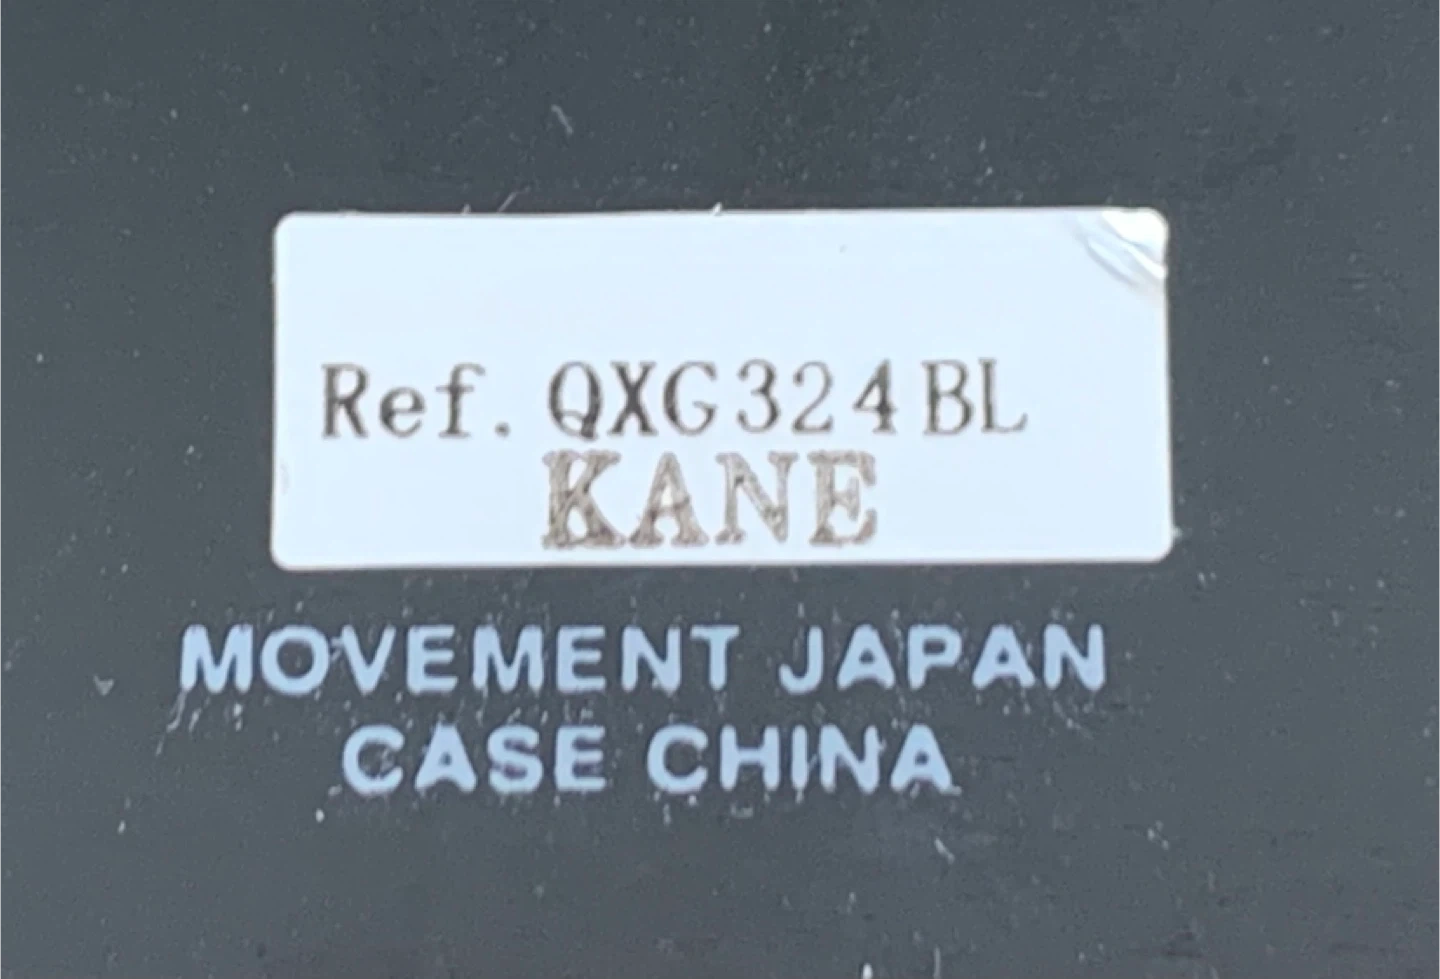 Ref. QXG324BL
KANE
MOVEMENT JAPAN
CASE CHINA